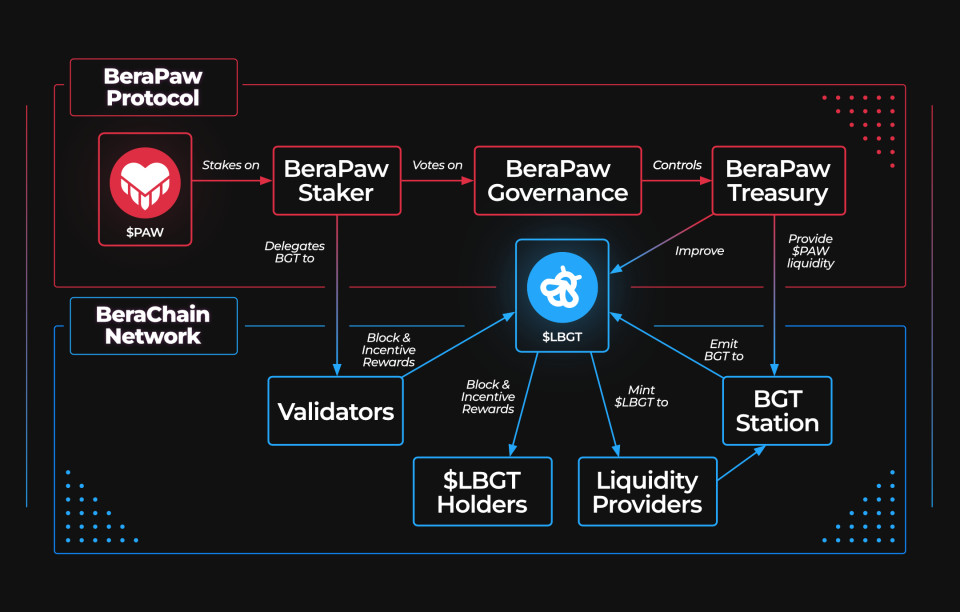 BeraPaw
Protocol
$PAW
Stakes on
BeraPaw
Staker
Votes on
BeraPaw
Governance
Controls
BeraPaw
Treasury
Delegates
BGT to
Improve
Provide
$PAW
liquidity
$LBGT
BeraChain
Network
Block &
Incentive
Rewards
Emit
BGT to
Validators
Block &
Incentive
Rewards
Mint
$LBGT to
BGT
Station
$LBGT
Holders
Liquidity
Providers